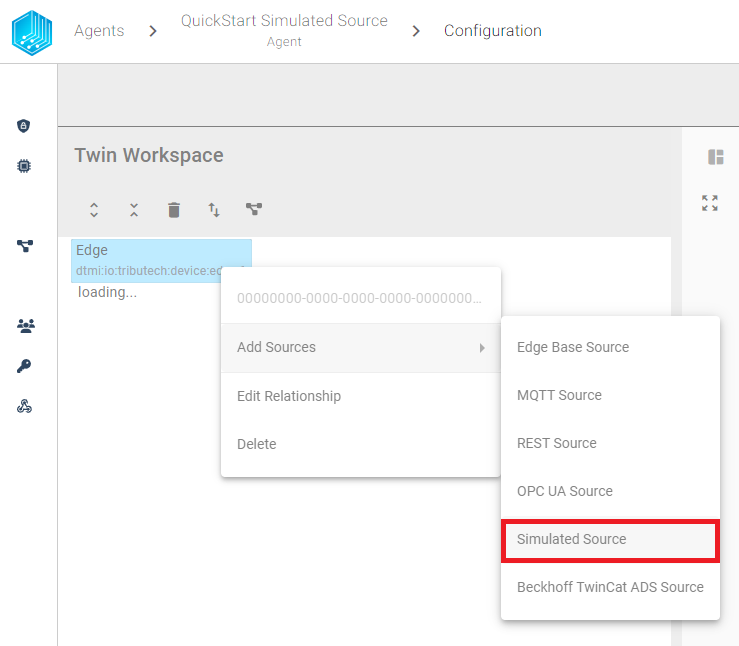 Agents
QuickStart Simulated Source
Agent
Configuration
Twin Workspace
Edge
dtmi:io:tributech:device:ed
loading...
00000000-0000-0000-0000-0000000...
Add Sources
Edit Relationship
Delete
Edge Base Source
MQTT Source
REST Source
OPC UA Source
Simulated Source
Beckhoff TwinCat ADS Source